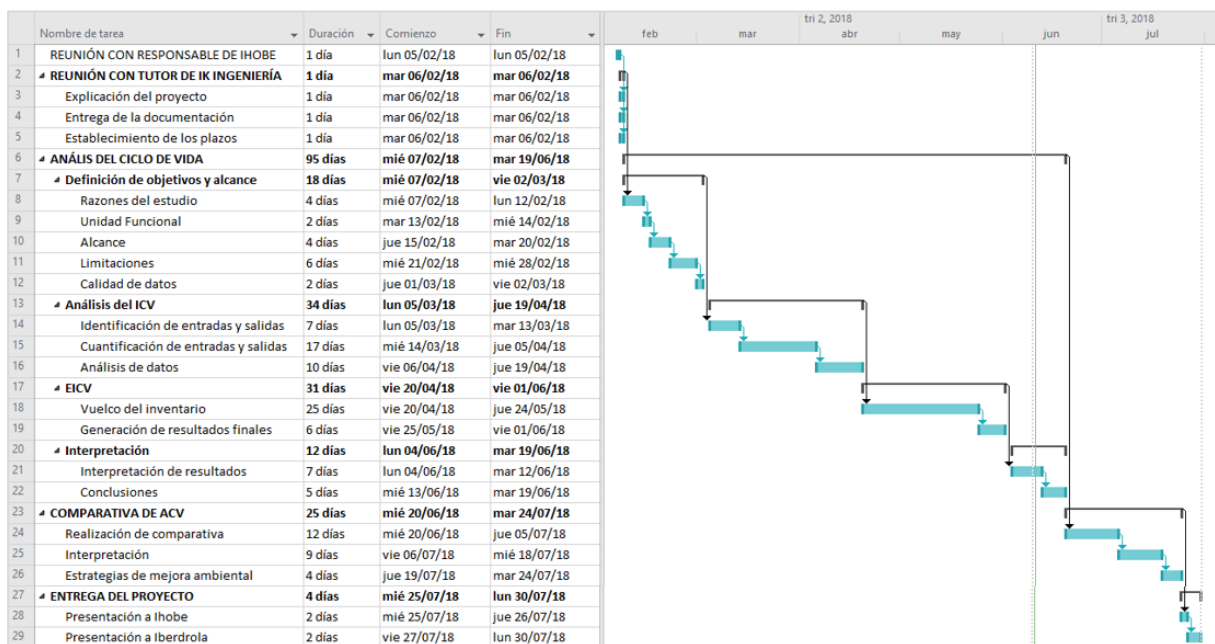 tri 2, 2018 tri 3, 2018
Nombre de tarea Duración Comienzo Fin feb mar abr may jun jul
1 REUNIÓN CON RESPONSABLE DE IHOBE 1 día lun 05/02/18 lun 05/02/18
2 REUNIÓN CON TUTOR DE IK INGENIERÍA 1 día mar 06/02/18 mar 06/02/18
3 Explicación del proyecto 1 día mar 06/02/18 mar 06/02/18
4 Entrega de la documentación 1 día mar 06/02/18 mar 06/02/18
5 Establecimiento de los plazos 1 día mar 06/02/18 mar 06/02/18
6 ANÁLIS DEL CICLO DE VIDA 95 días mié 07/02/18 mar 19/06/18
7 Definición de objetivos y alcance 18 días mié 07/02/18 vie 02/03/18
8 Razones del estudio 4 días mié 07/02/18 lun 12/02/18
9 Unidad Funcional 2 días mar 13/02/18 mié 14/02/18
10 Alcance 4 días jue 15/02/18 mar 20/02/18
11 Limitaciones 6 días mié 21/02/18 mié 28/02/18
12 Calidad de datos 2 días jue 01/03/18 vie 02/03/18
13 Análisis del ICV 34 días lun 05/03/18 jue 19/04/18
14 Identificación de entradas y salidas 7 días lun 05/03/18 mar 13/03/18
15 Cuantificación de entradas y salidas 17 días mié 14/03/18 jue 05/04/18
16 Análisis de datos 10 días vie 06/04/18 jue 19/04/18
17 EICV 31 días vie 20/04/18 vie 01/06/18
18 Vuelco del inventario 25 días vie 20/04/18 jue 24/05/18
19 Generación de resultados finales 6 días vie 25/05/18 vie 01/06/18
20 Interpretación 12 días lun 04/06/18 mar 19/06/18
21 Interpretación de resultados 7 días lun 04/06/18 mar 12/06/18
22 Conclusiones 5 días mié 13/06/18 mar 19/06/18
23 COMPARATIVA DE ACV 25 días mié 20/06/18 mar 24/07/18
24 Realización de comparativa 12 días mié 20/06/18 jue 05/07/18
25 Interpretación 9 días vie 06/07/18 mié 18/07/18
26 Estrategias de mejora ambiental 4 días jue 19/07/18 mar 24/07/18
27 ENTREGA DEL PROYECTO 4 días mié 25/07/18 lun 30/07/18
28 Presentación a Ihobe 2 días mié 25/07/18 jue 26/07/18
29 Presentación a Iberdrola 2 días vie 27/07/18 lun 30/07/18